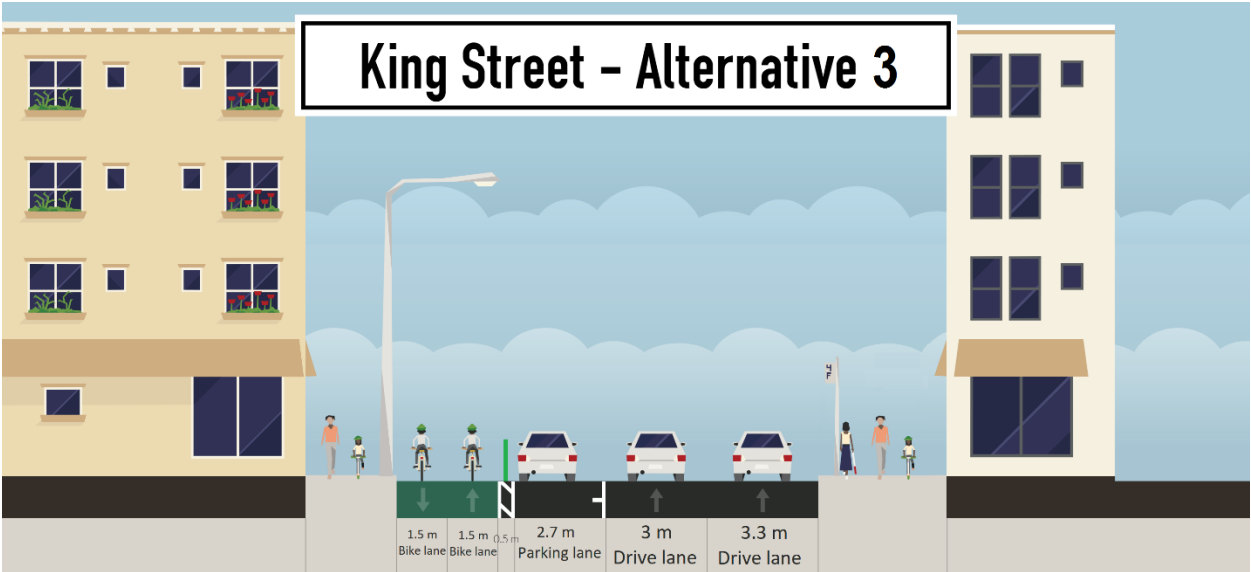 King Street - Alternative 3
4
F
1.5 m
Bike lane
1.5 m
Bike lane
0.5 m
2.7 m
Parking lane
3 m
Drive lane
3.3 m
Drive lane